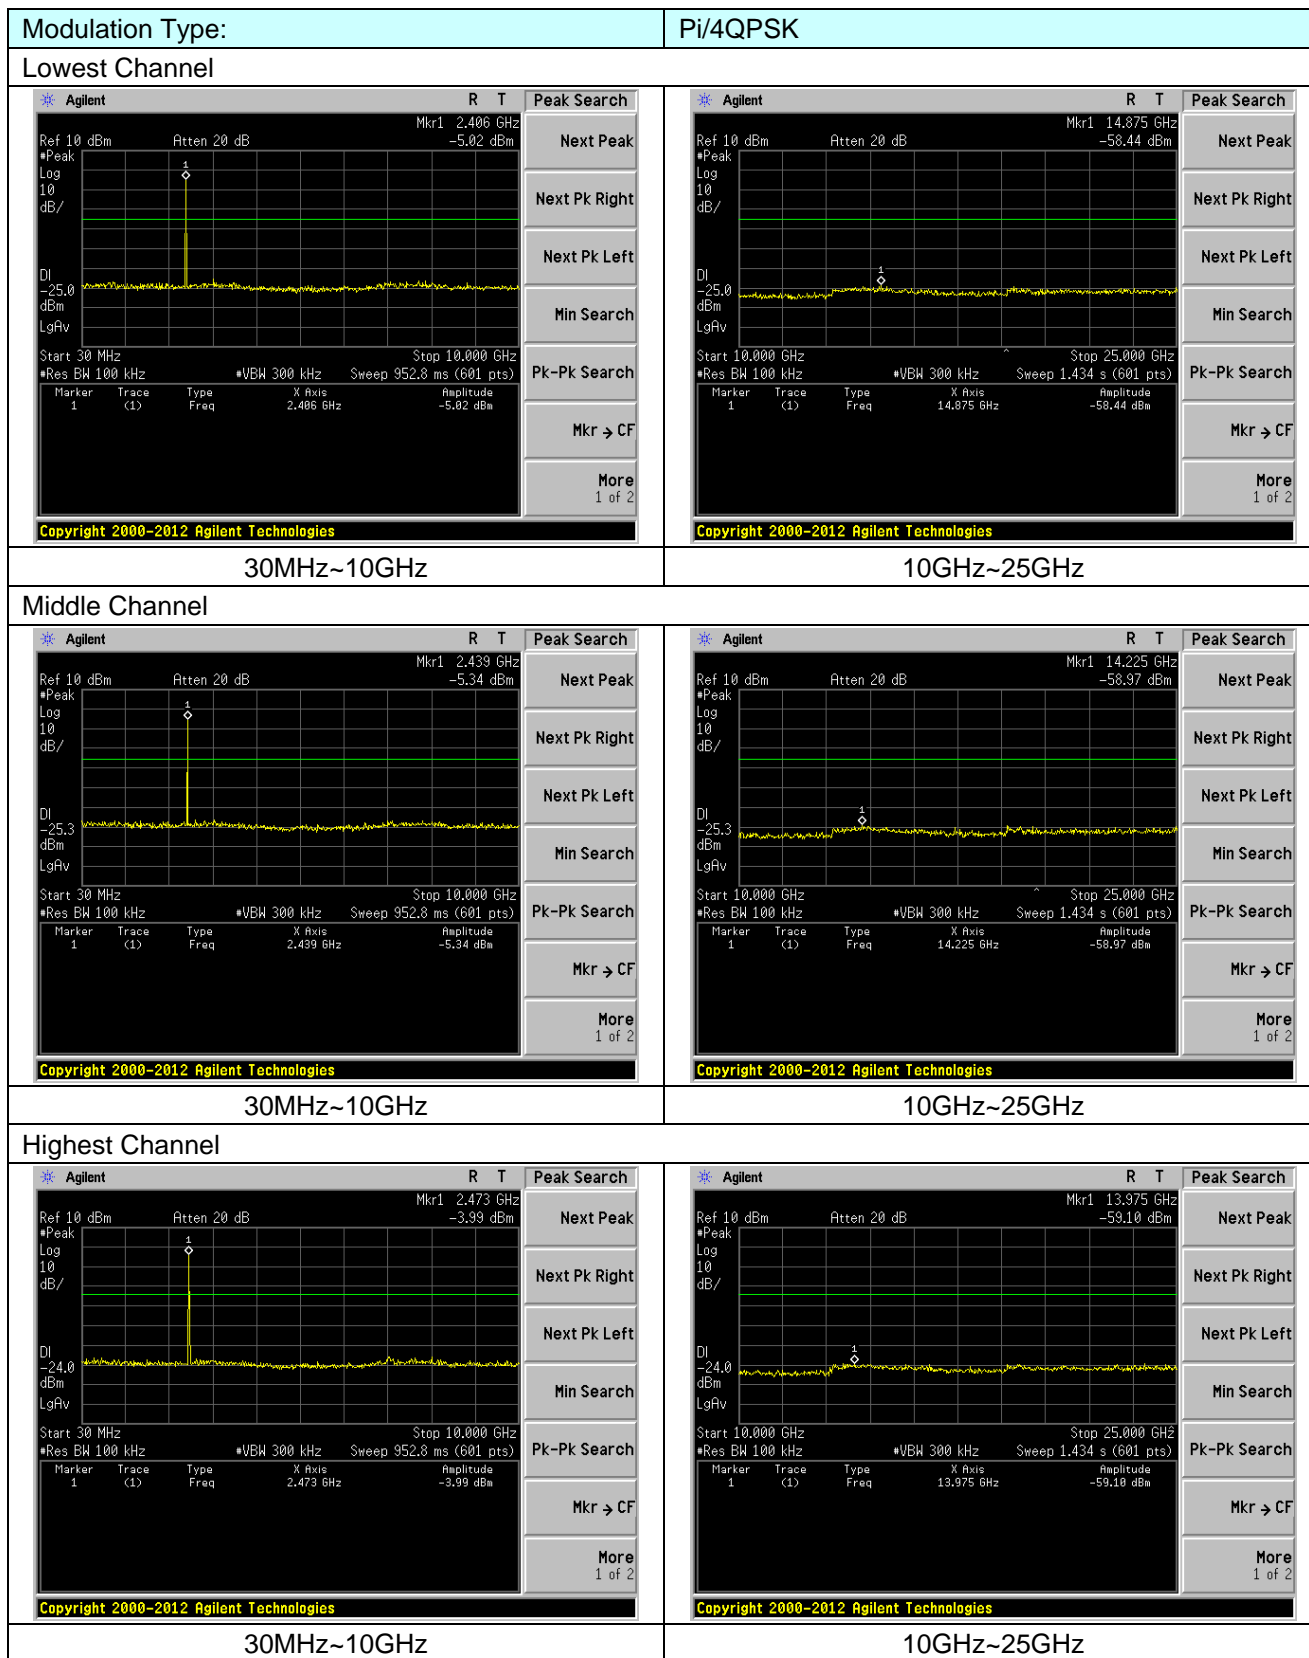 Modulation Type: Pi/4QPSK
Lowest Channel
Agilent R T Peak Search
Mkr1 2.406 GHz
Ref 10 dBm Atten 20 dB -5.02 dBm
#Peak
Log
10
dB/
1
DI
-25.0
dBm
LgAv
Start 30 MHz Stop 10.000 GHz
#Res BW 100 kHz #VBW 300 kHz Sweep 952.8 ms (601 pts)
Marker Trace Type X Axis Amplitude
1 (1) Freq 2.406 GHz -5.02 dBm
Next Peak
Next Pk Right
Next Pk Left
Min Search
Pk-Pk Search
Mkr → CF
More
1 of 2
Copyright 2000-2012 Agilent Technologies
Agilent R T Peak Search
Mkr1 14.875 GHz
Ref 10 dBm Atten 20 dB -58.44 dBm
#Peak
Log
10
dB/
1
DI
-25.0
dBm
LgAv
Start 10.000 GHz Stop 25.000 GHz
#Res BW 100 kHz #VBW 300 kHz Sweep 1.434 s (601 pts)
Marker Trace Type X Axis Amplitude
1 (1) Freq 14.875 GHz -58.44 dBm
Next Peak
Next Pk Right
Next Pk Left
Min Search
Pk-Pk Search
Mkr → CF
More
1 of 2
Copyright 2000-2012 Agilent Technologies
30MHz~10GHz 10GHz~25GHz
Middle Channel
Agilent R T Peak Search
Mkr1 2.439 GHz
Ref 10 dBm Atten 20 dB -5.34 dBm
#Peak
Log
10
dB/
1
DI
-25.3
dBm
LgAv
Start 30 MHz Stop 10.000 GHz
#Res BW 100 kHz #VBW 300 kHz Sweep 952.8 ms (601 pts)
Marker Trace Type X Axis Amplitude
1 (1) Freq 2.439 GHz -5.34 dBm
Next Peak
Next Pk Right
Next Pk Left
Min Search
Pk-Pk Search
Mkr → CF
More
1 of 2
Copyright 2000-2012 Agilent Technologies
Agilent R T Peak Search
Mkr1 14.225 GHz
Ref 10 dBm Atten 20 dB -58.97 dBm
#Peak
Log
10
dB/
1
DI
-25.3
dBm
LgAv
Start 10.000 GHz Stop 25.000 GHz
#Res BW 100 kHz #VBW 300 kHz Sweep 1.434 s (601 pts)
Marker Trace Type X Axis Amplitude
1 (1) Freq 14.225 GHz -58.97 dBm
Next Peak
Next Pk Right
Next Pk Left
Min Search
Pk-Pk Search
Mkr → CF
More
1 of 2
Copyright 2000-2012 Agilent Technologies
30MHz~10GHz 10GHz~25GHz
Highest Channel
Agilent R T Peak Search
Mkr1 2.473 GHz
Ref 10 dBm Atten 20 dB -3.99 dBm
#Peak
Log
10
dB/
1
DI
-24.0
dBm
LgAv
Start 30 MHz Stop 10.000 GHz
#Res BW 100 kHz #VBW 300 kHz Sweep 952.8 ms (601 pts)
Marker Trace Type X Axis Amplitude
1 (1) Freq 2.473 GHz -3.99 dBm
Next Peak
Next Pk Right
Next Pk Left
Min Search
Pk-Pk Search
Mkr → CF
More
1 of 2
Copyright 2000-2012 Agilent Technologies
Agilent R T Peak Search
Mkr1 13.975 GHz
Ref 10 dBm Atten 20 dB -59.10 dBm
#Peak
Log
10
dB/
1
DI
-24.0
dBm
LgAv
Start 10.000 GHz Stop 25.000 GHz
#Res BW 100 kHz #VBW 300 kHz Sweep 1.434 s (601 pts)
Marker Trace Type X Axis Amplitude
1 (1) Freq 13.975 GHz -59.10 dBm
Next Peak
Next Pk Right
Next Pk Left
Min Search
Pk-Pk Search
Mkr → CF
More
1 of 2
Copyright 2000-2012 Agilent Technologies
30MHz~10GHz 10GHz~25GHz